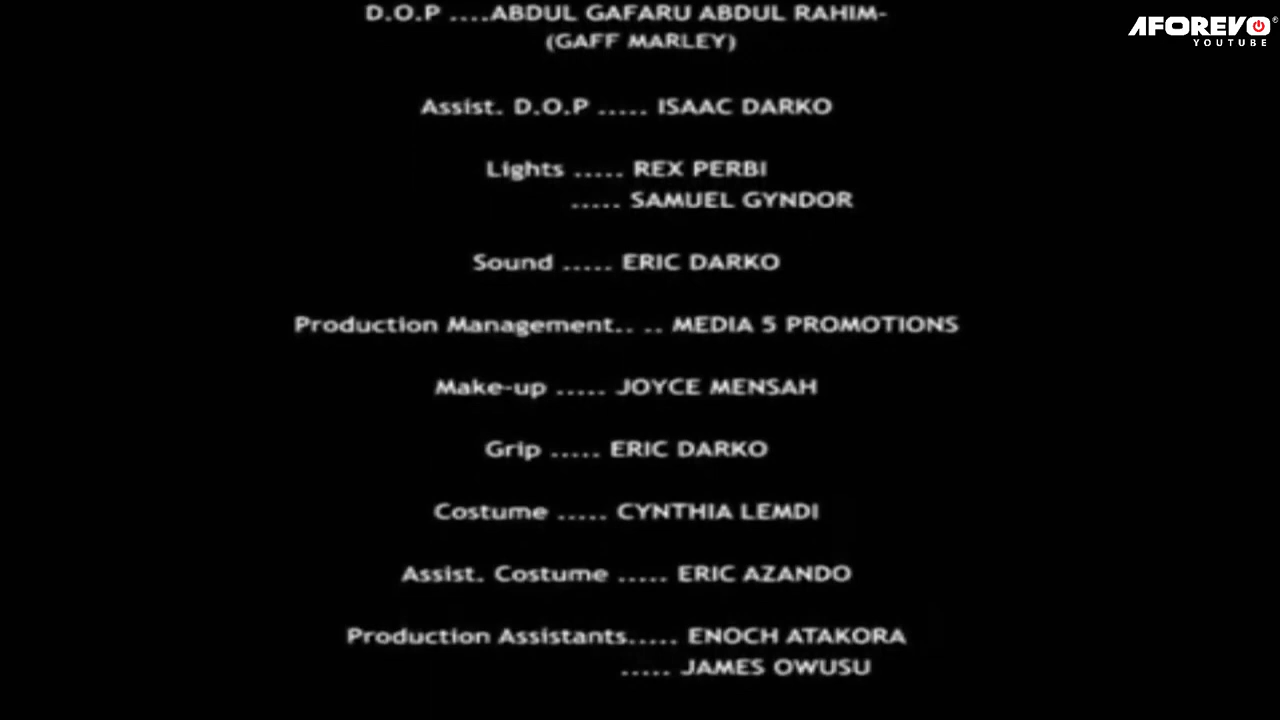 D.O.P ....ABDUL GAFARU ABDUL RAHIM-
(GAFF MARLEY)
AFOREVO
YOUTUBE
Assist. D.O.P ..... ISAAC DARKO
Lights ..... REX PERBI
..... SAMUEL GYNDOR
Sound ..... ERIC DARKO
Production Management.. .. MEDIA 5 PROMOTIONS
Make-up ..... JOYCE MENSAH
Grip ..... ERIC DARKO
Costume ..... CYNTHIA LEMDI
Assist. Costume ..... ERIC AZANDO
Production Assistants..... ENOCH ATAKORA
..... JAMES OWUSU